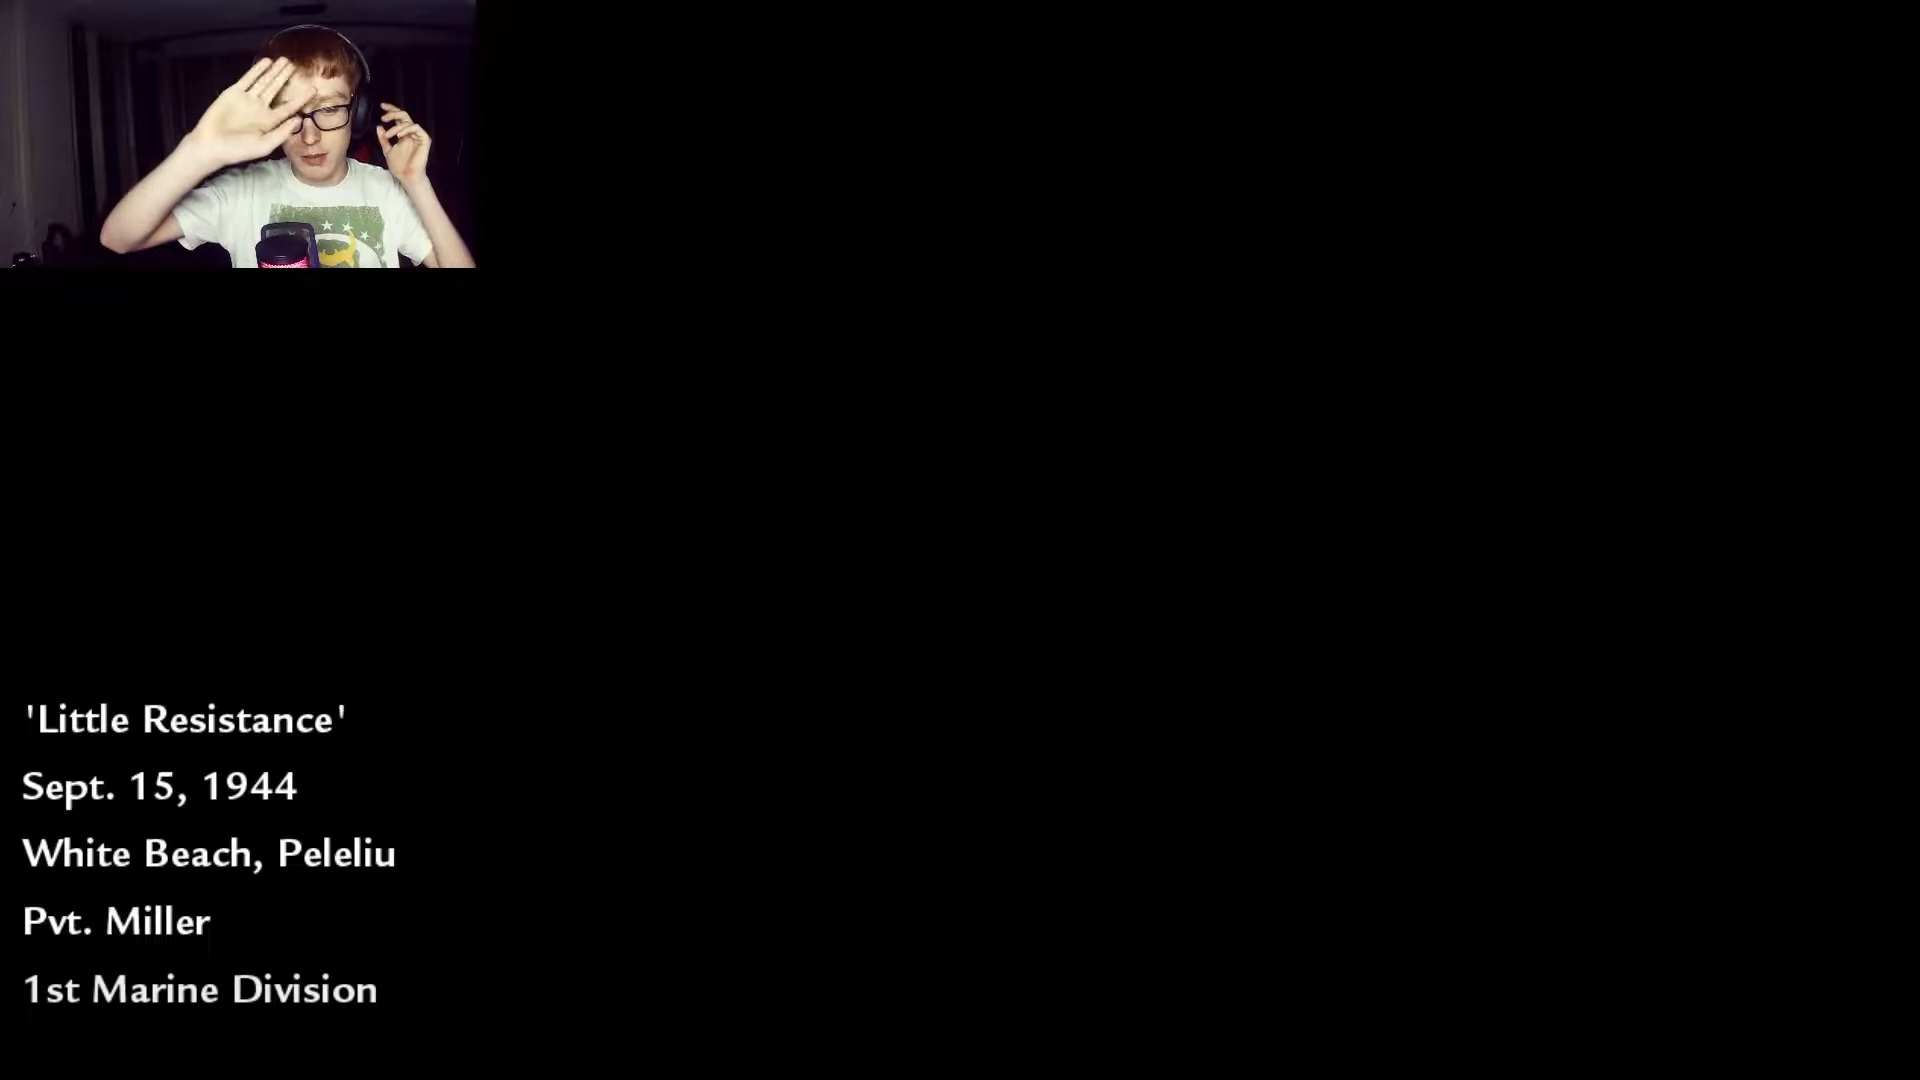 'Little Resistance'
Sept. 15, 1944
White Beach, Peleliu
Pvt. Miller
1st Marine Division